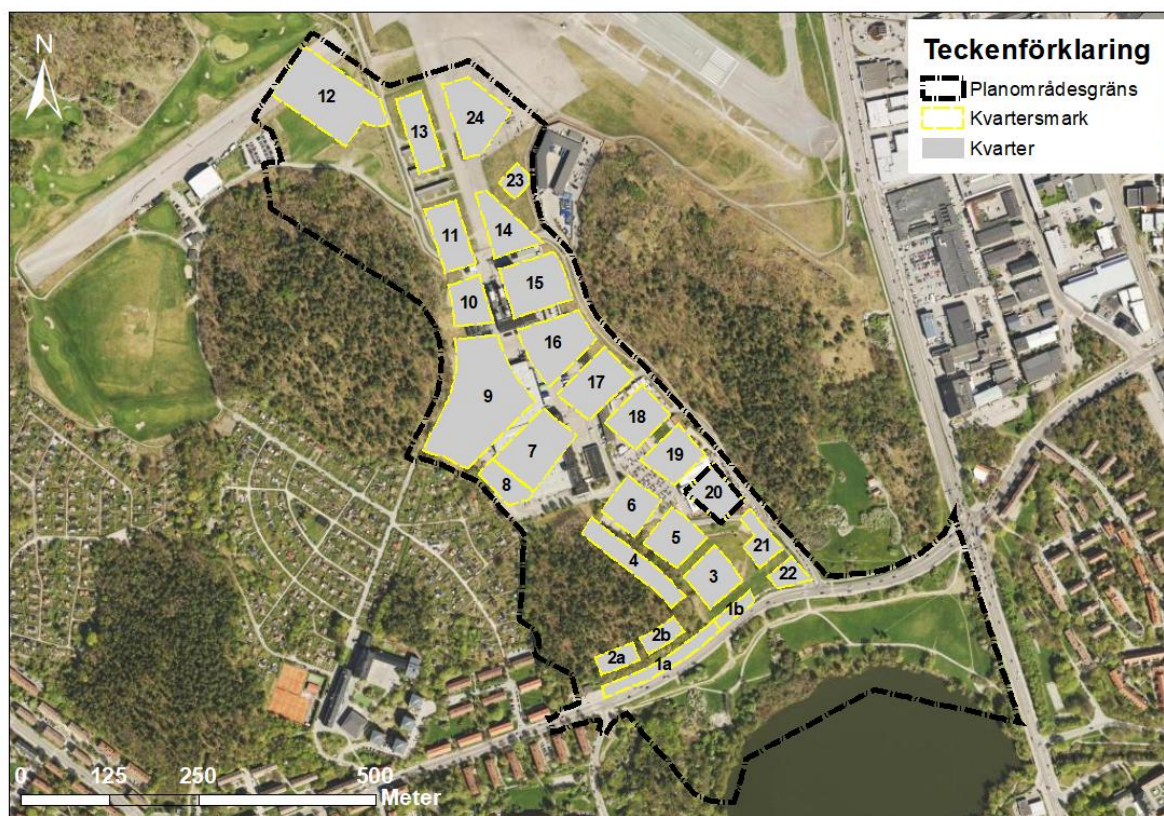 Teckenförklaring
Planområdesgräns
Kvartersmark
Kvarter
N
12
13
24
23
11
14
10
15
16
9
17
7
18
8
19
20
6
5
21
4
3
22
1b
2b
2a
1a
0 125 250 500
Meter